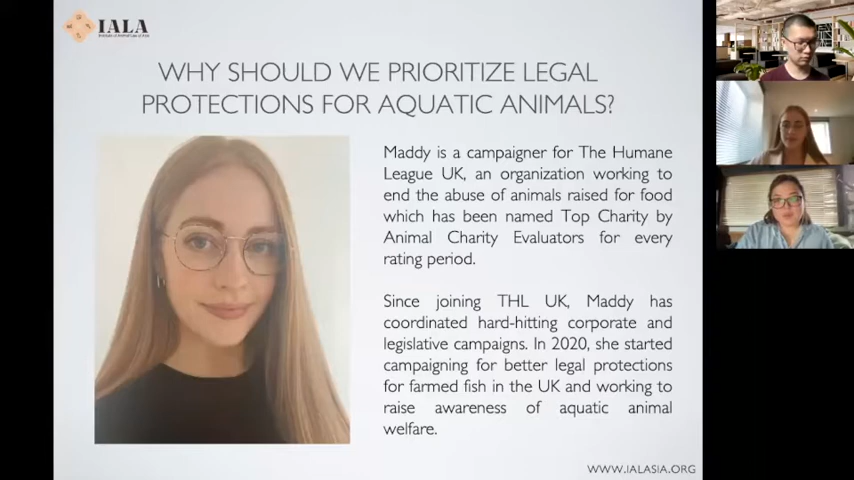 IALA
WHY SHOULD WE PRIORITIZE LEGAL
PROTECTIONS FOR AQUATIC ANIMALS?
Maddy is a campaigner for The Humane
League UK, an organization working to
end the abuse of animals raised for food
which has been named Top Charity by
Animal Charity Evaluators for every
rating period.
Since joining THL UK, Maddy has
coordinated hard-hitting corporate and
legislative campaigns. In 2020, she started
campaigning for better legal protections
for farmed fish in the UK and working to
raise awareness of aquatic animal
welfare.
WWW.IALASIA.ORG